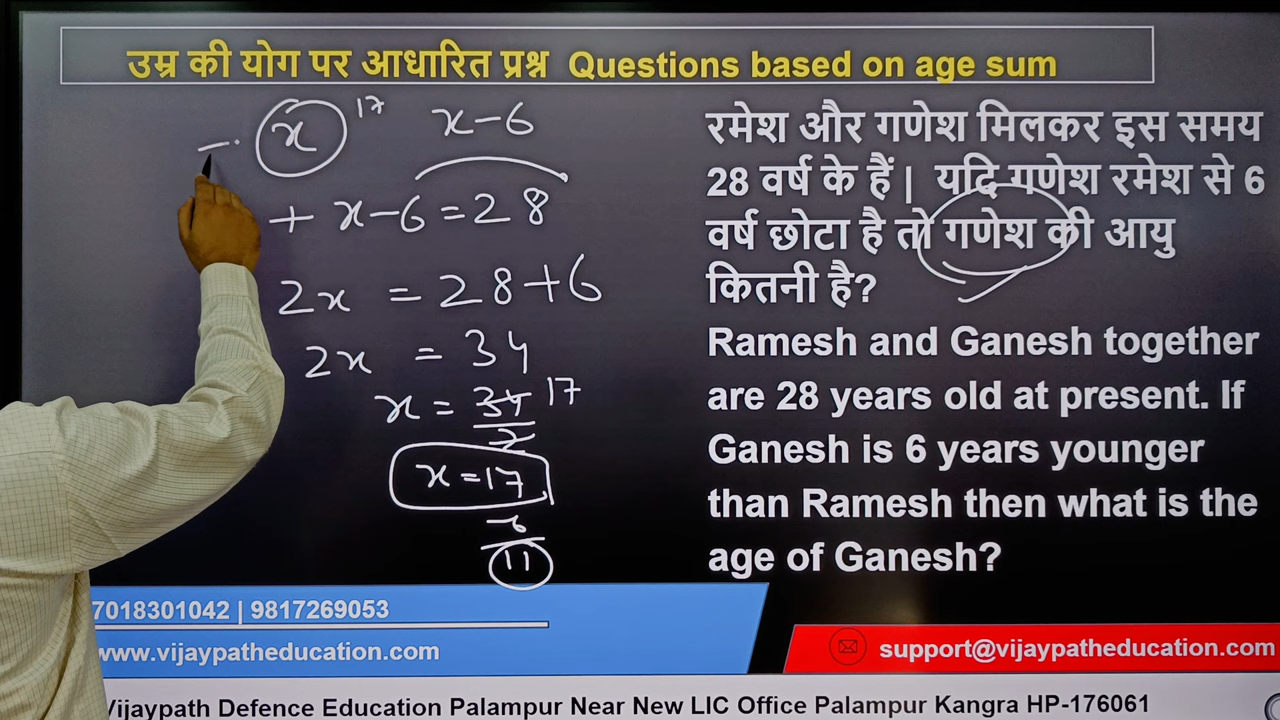 उम्र की योग पर आधारित प्रश्न Questions based on age sum
x 17 x-6
+ x-6=28
2x = 28+6
2x = 34
x = 34/2 17
x=17
-6
11
रमेश और गणेश मिलकर इस समय
28 वर्ष के हैं| यदि गणेश रमेश से 6
वर्ष छोटा है तो गणेश की आयु
कितनी है?
Ramesh and Ganesh together
are 28 years old at present. If
Ganesh is 6 years younger
than Ramesh then what is the
age of Ganesh?
7018301042 | 9817269053
www.vijaypatheducation.com
support@vijaypatheducation.com
Vijaypath Defence Education Palampur Near New LIC Office Palampur Kangra HP-176061